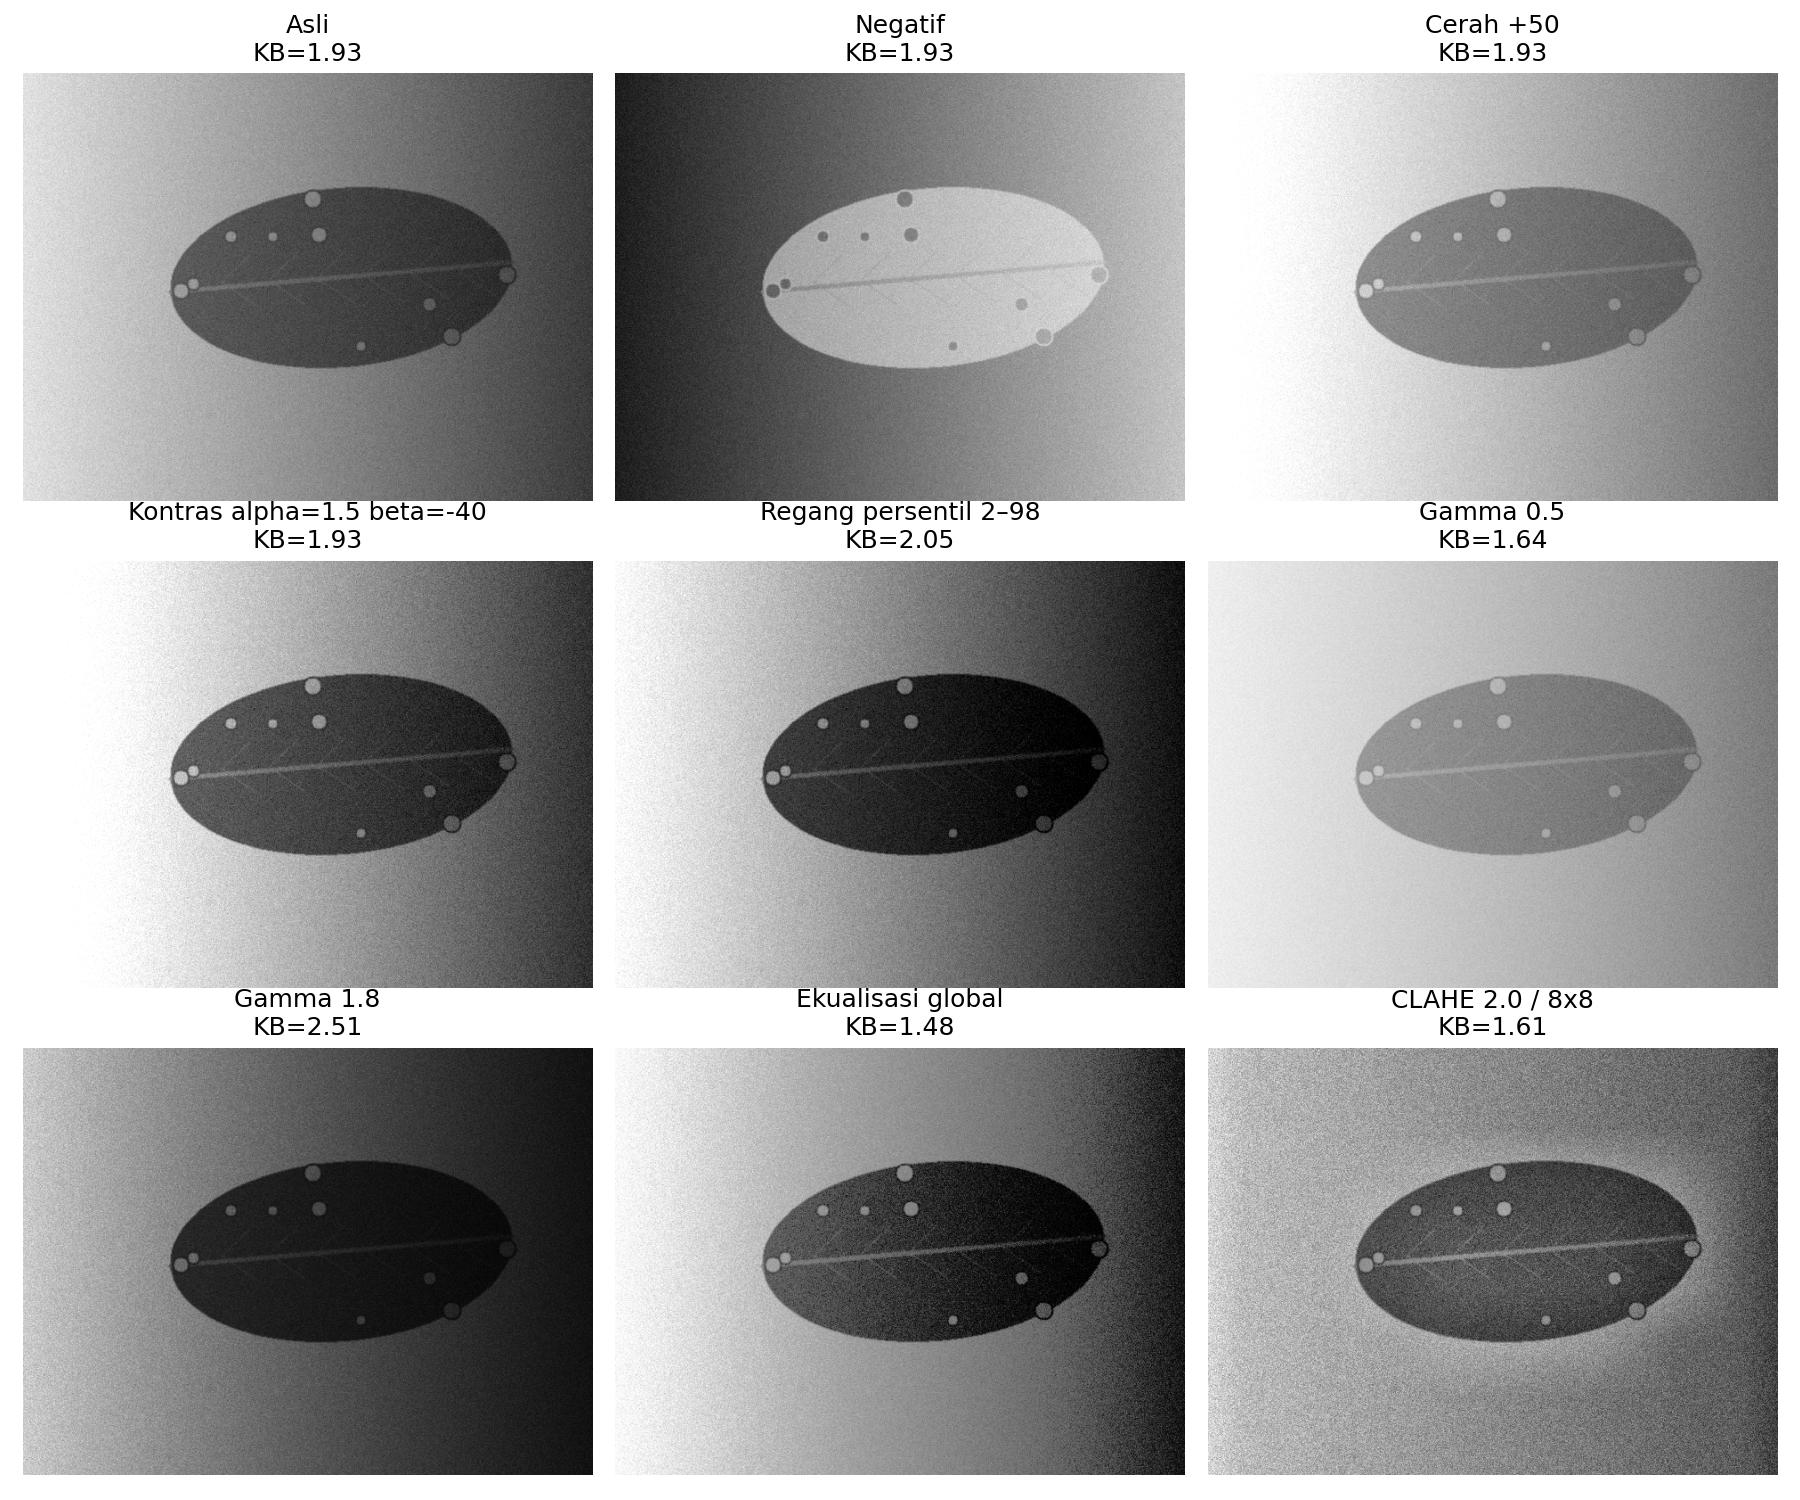 Asli
KB=1.93
Negatif
KB=1.93
Cerah +50
KB=1.93
Kontras alpha=1.5 beta=-40
KB=1.93
Regang persentil 2–98
KB=2.05
Gamma 0.5
KB=1.64
Gamma 1.8
KB=2.51
Ekualisasi global
KB=1.48
CLAHE 2.0 / 8x8
KB=1.61